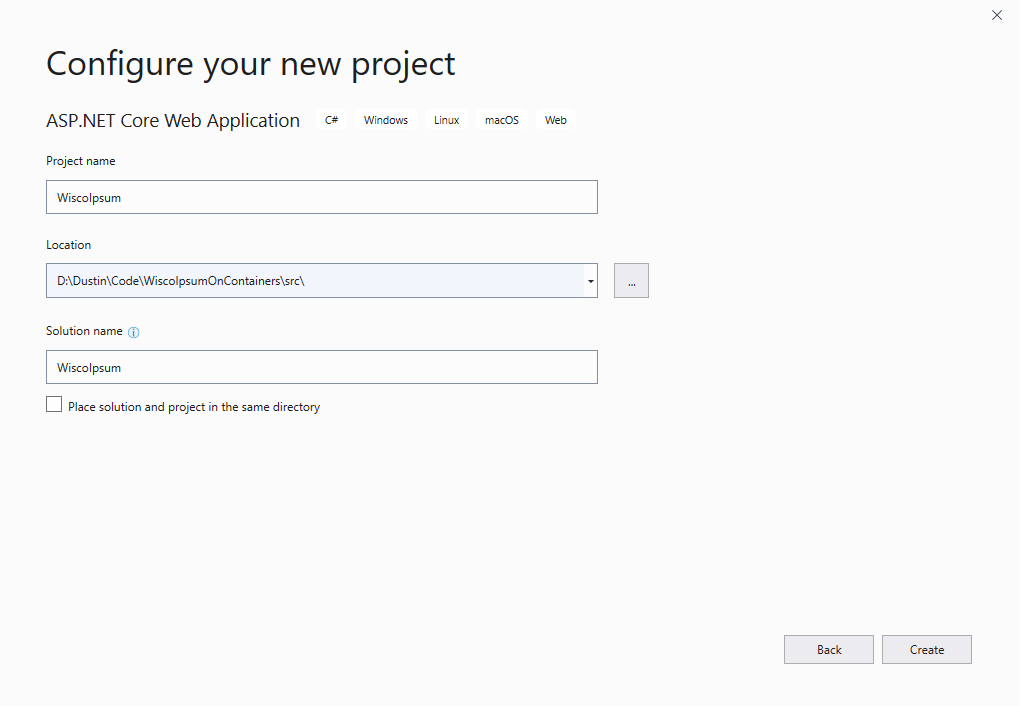 Configure your new project
ASP.NET Core Web Application C# Windows Linux macOS Web
Project name
WiscoIpsum
Location
D:\Dustin\Code\WiscoIpsumOnContainers\src\
...
Solution name
WiscoIpsum
Place solution and project in the same directory
Back Create